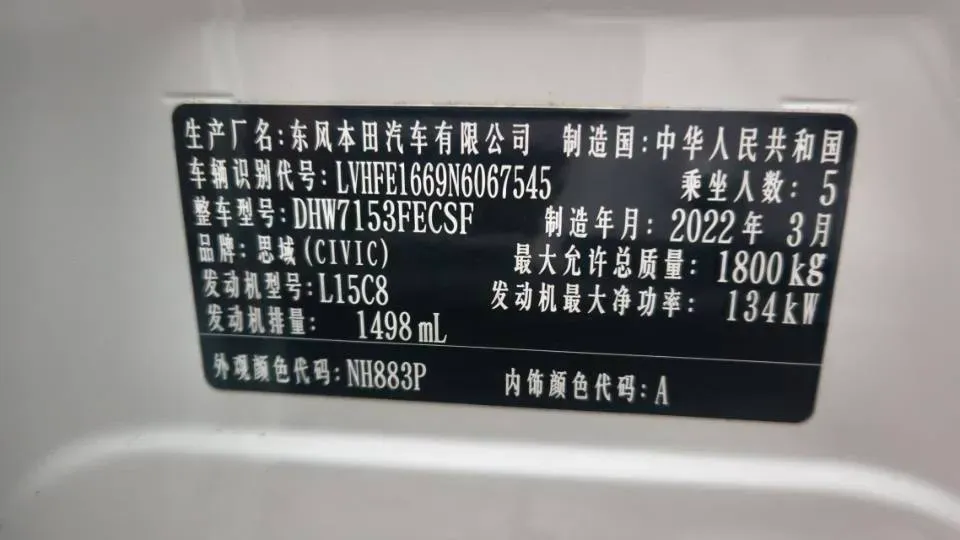 生产厂名:东风本田汽车有限公司 制造国:中华人民共和国
车辆识别代号:LVHFE1669N6067545 乘坐人数:5
整车型号:DHW7153FECSF 制造年月:2022年 3月
品牌:思域(CIVIC) 最大允许总质量:1800kg
发动机型号:L15C8 发动机最大净功率:134kW
发动机排量: 1498mL
外观颜色代码:NH883P 内饰颜色代码:A